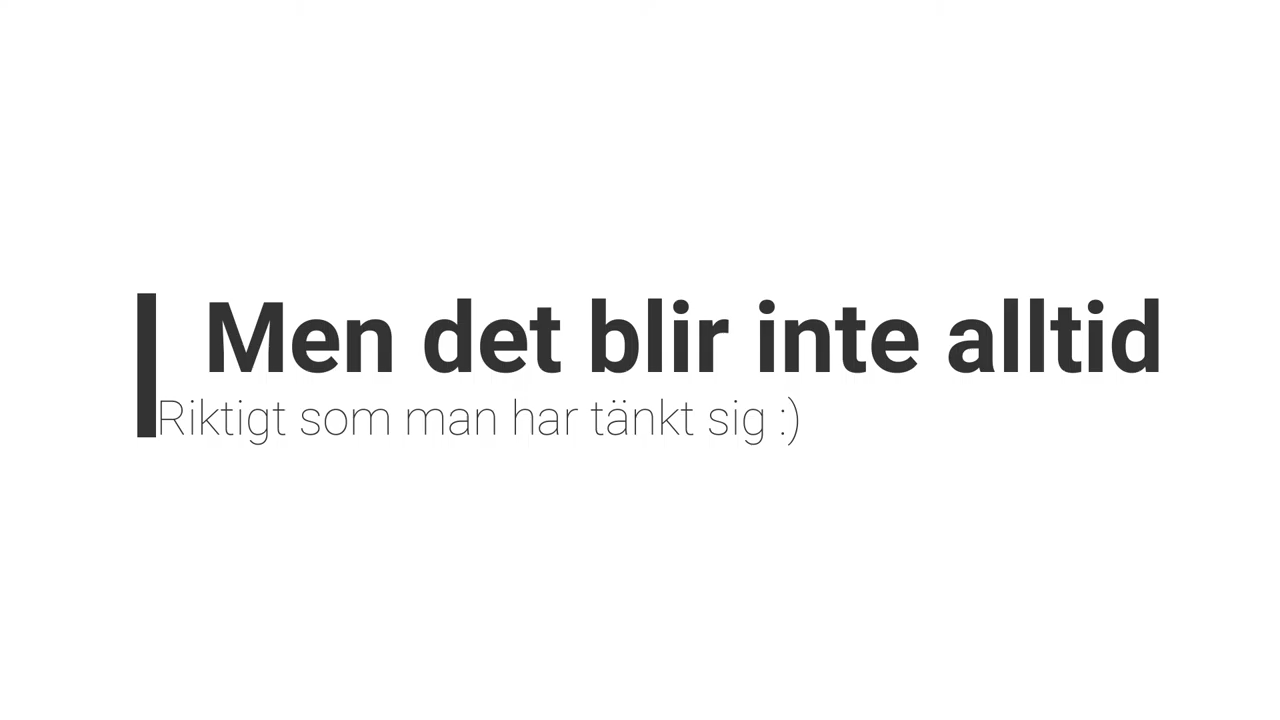 Men det blir inte alltid
Riktigt som man har tänkt sig :)